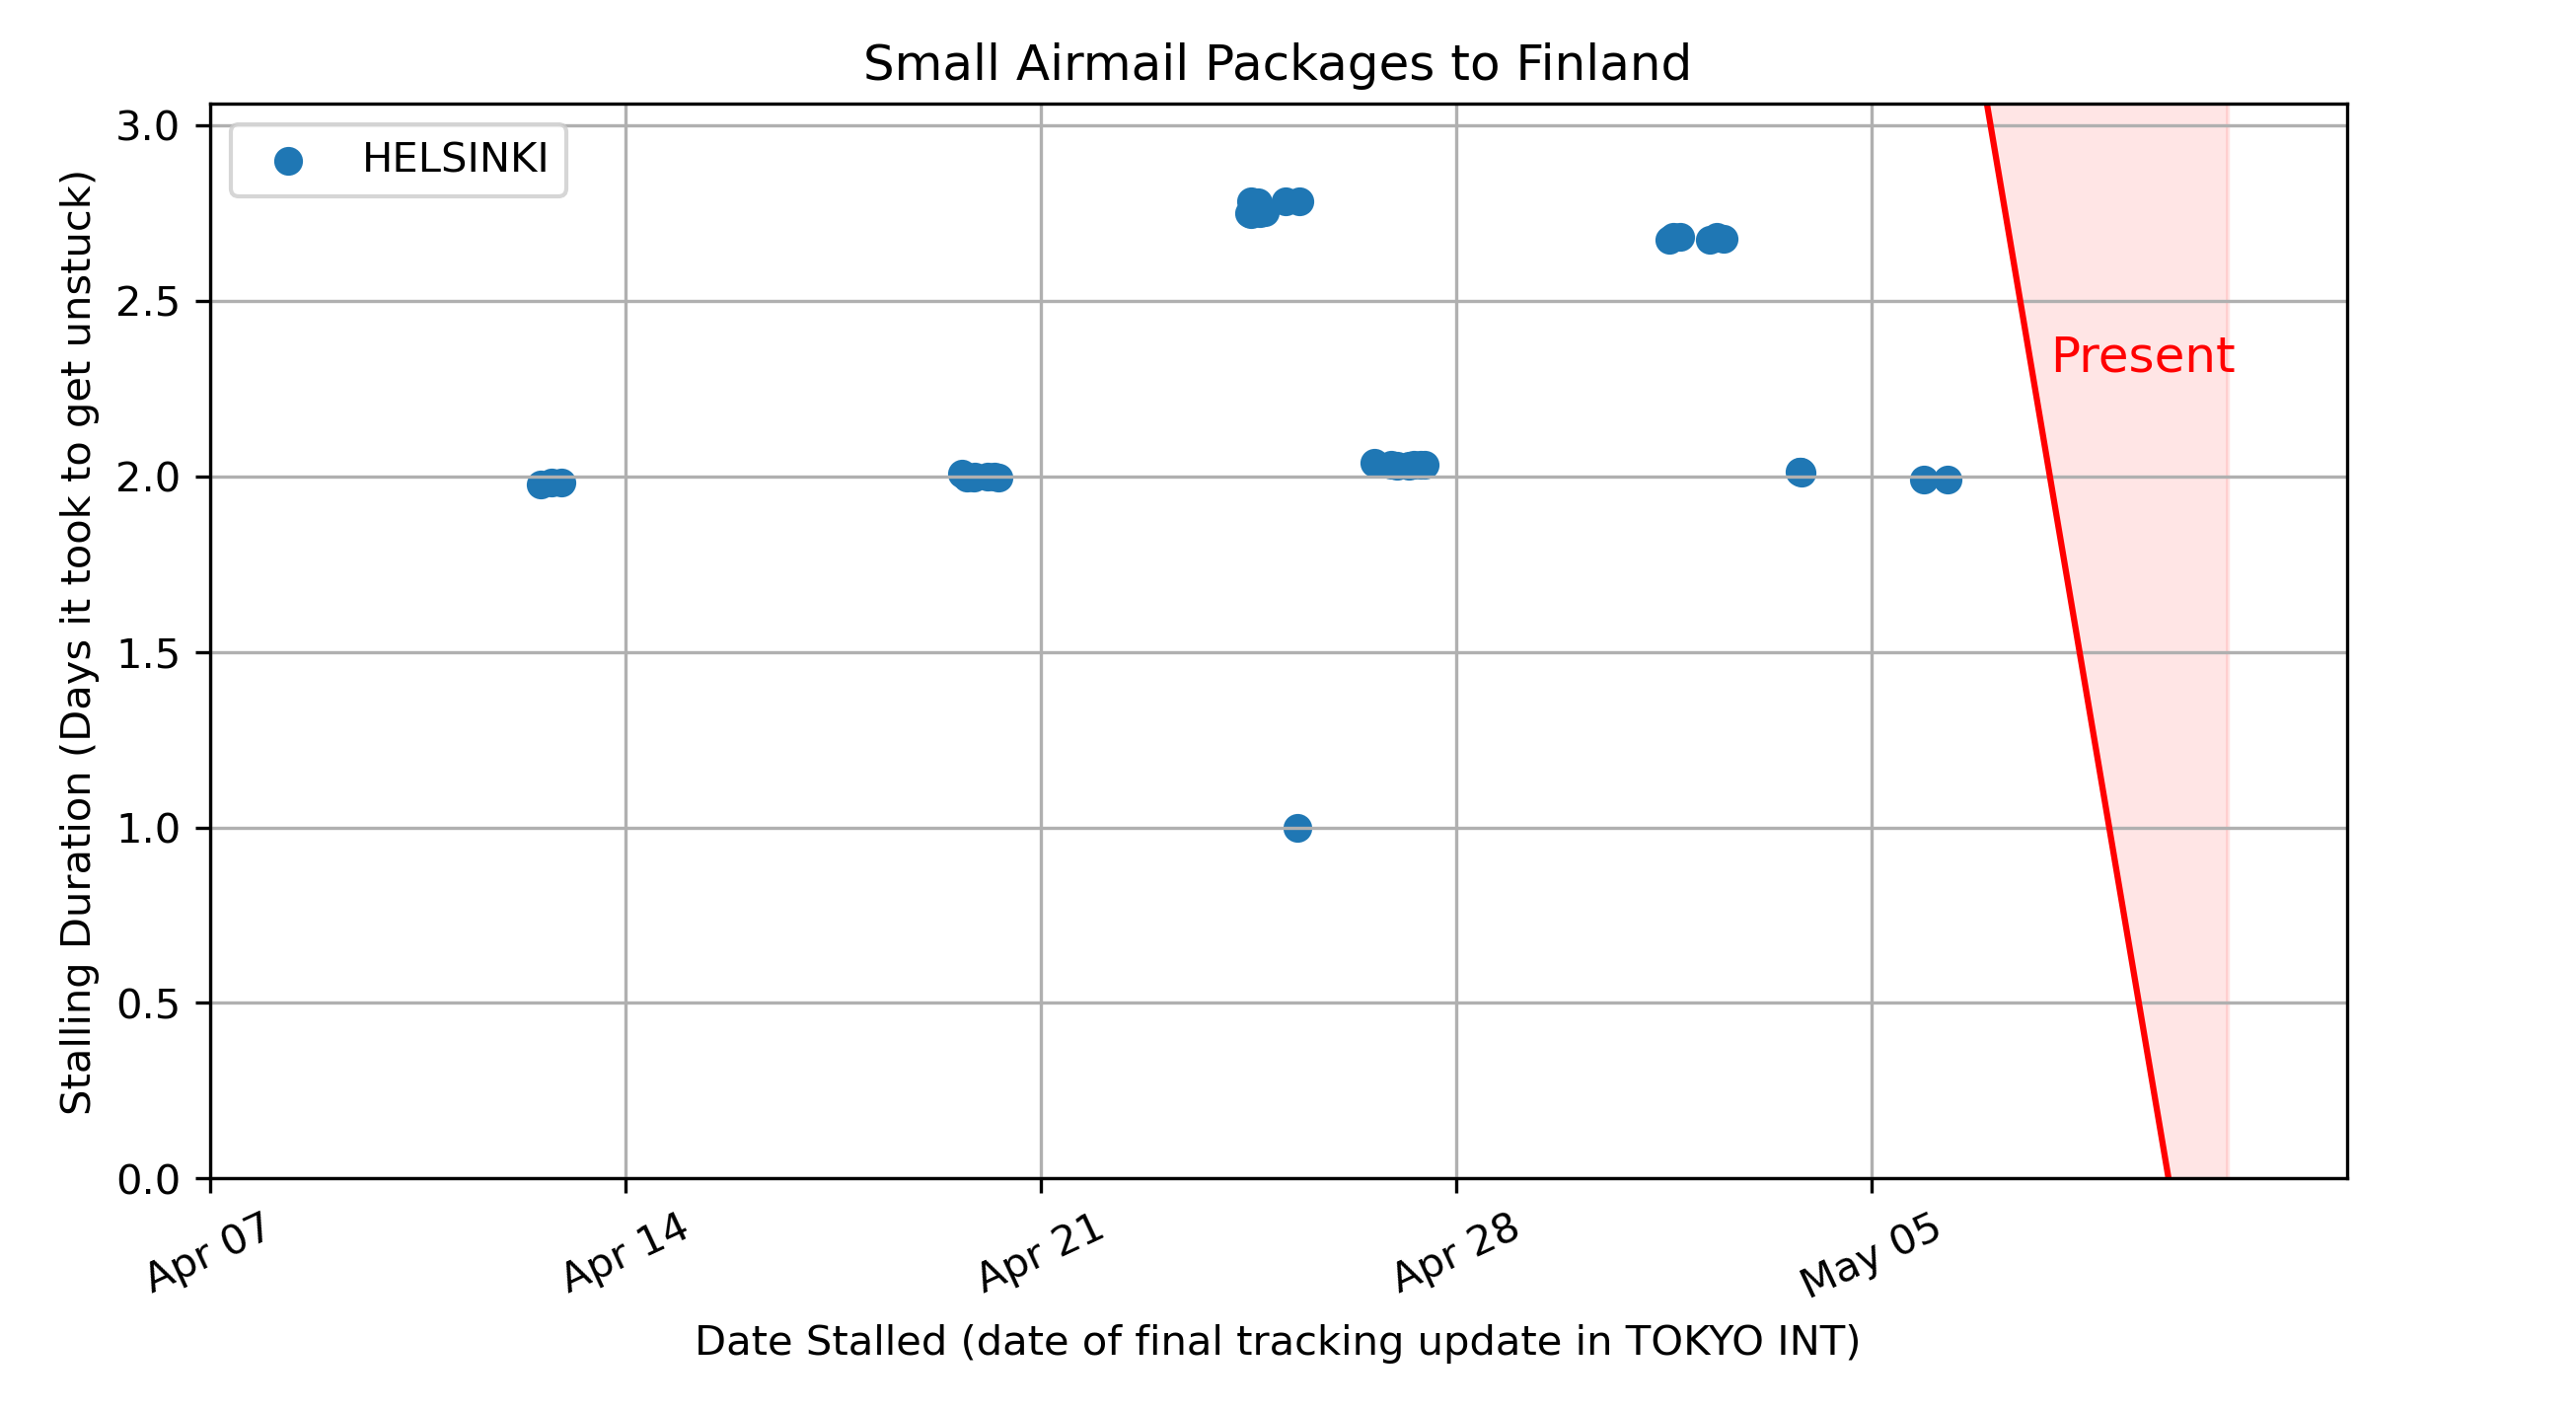 Small Airmail Packages to Finland
HELSINKI
Present
Stalling Duration (Days it took to get unstuck)
3.0
2.5
2.0
1.5
1.0
0.5
0.0
Apr 07
Apr 14
Apr 21
Apr 28
May 05
Date Stalled (date of final tracking update in TOKYO INT)